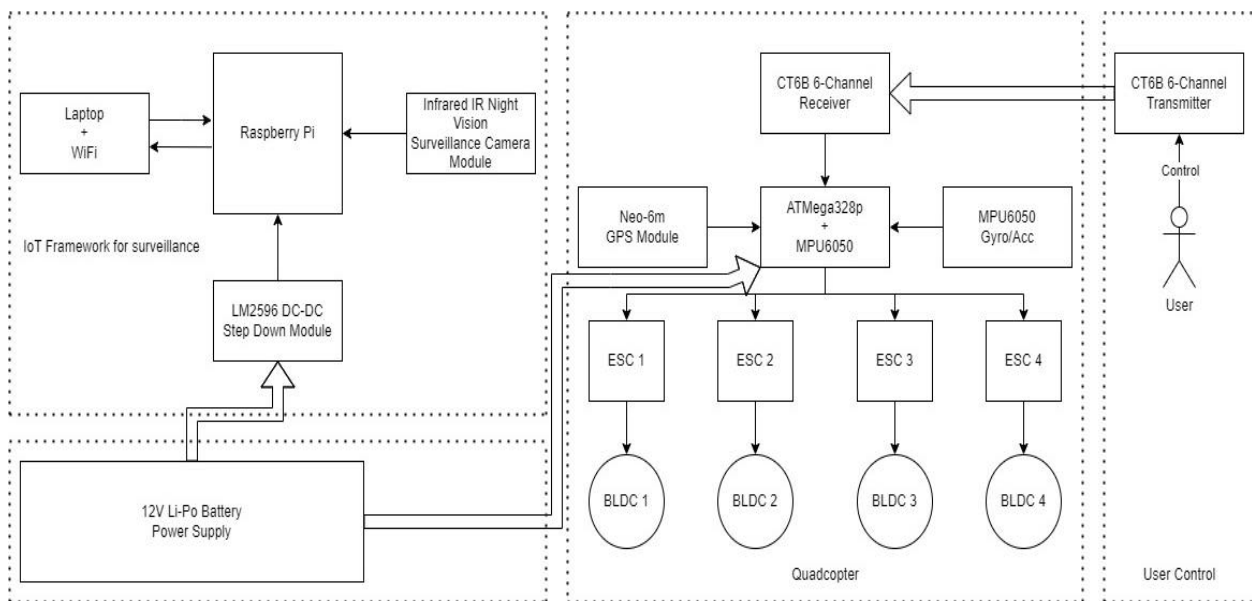 Laptop
+
WiFi
Raspberry Pi
Infrared IR Night
Vision
Surveillance Camera
Module
IoT Framework for surveillance
LM2596 DC-DC
Step Down Module
12V Li-Po Battery
Power Supply
CT6B 6-Channel
Receiver
Neo-6m
GPS Module
ATMega328p
+
MPU6050
MPU6050
Gyro/Acc
ESC 1
ESC 2
ESC 3
ESC 4
BLDC 1
BLDC 2
BLDC 3
BLDC 4
Quadcopter
CT6B 6-Channel
Transmitter
Control
User
User Control